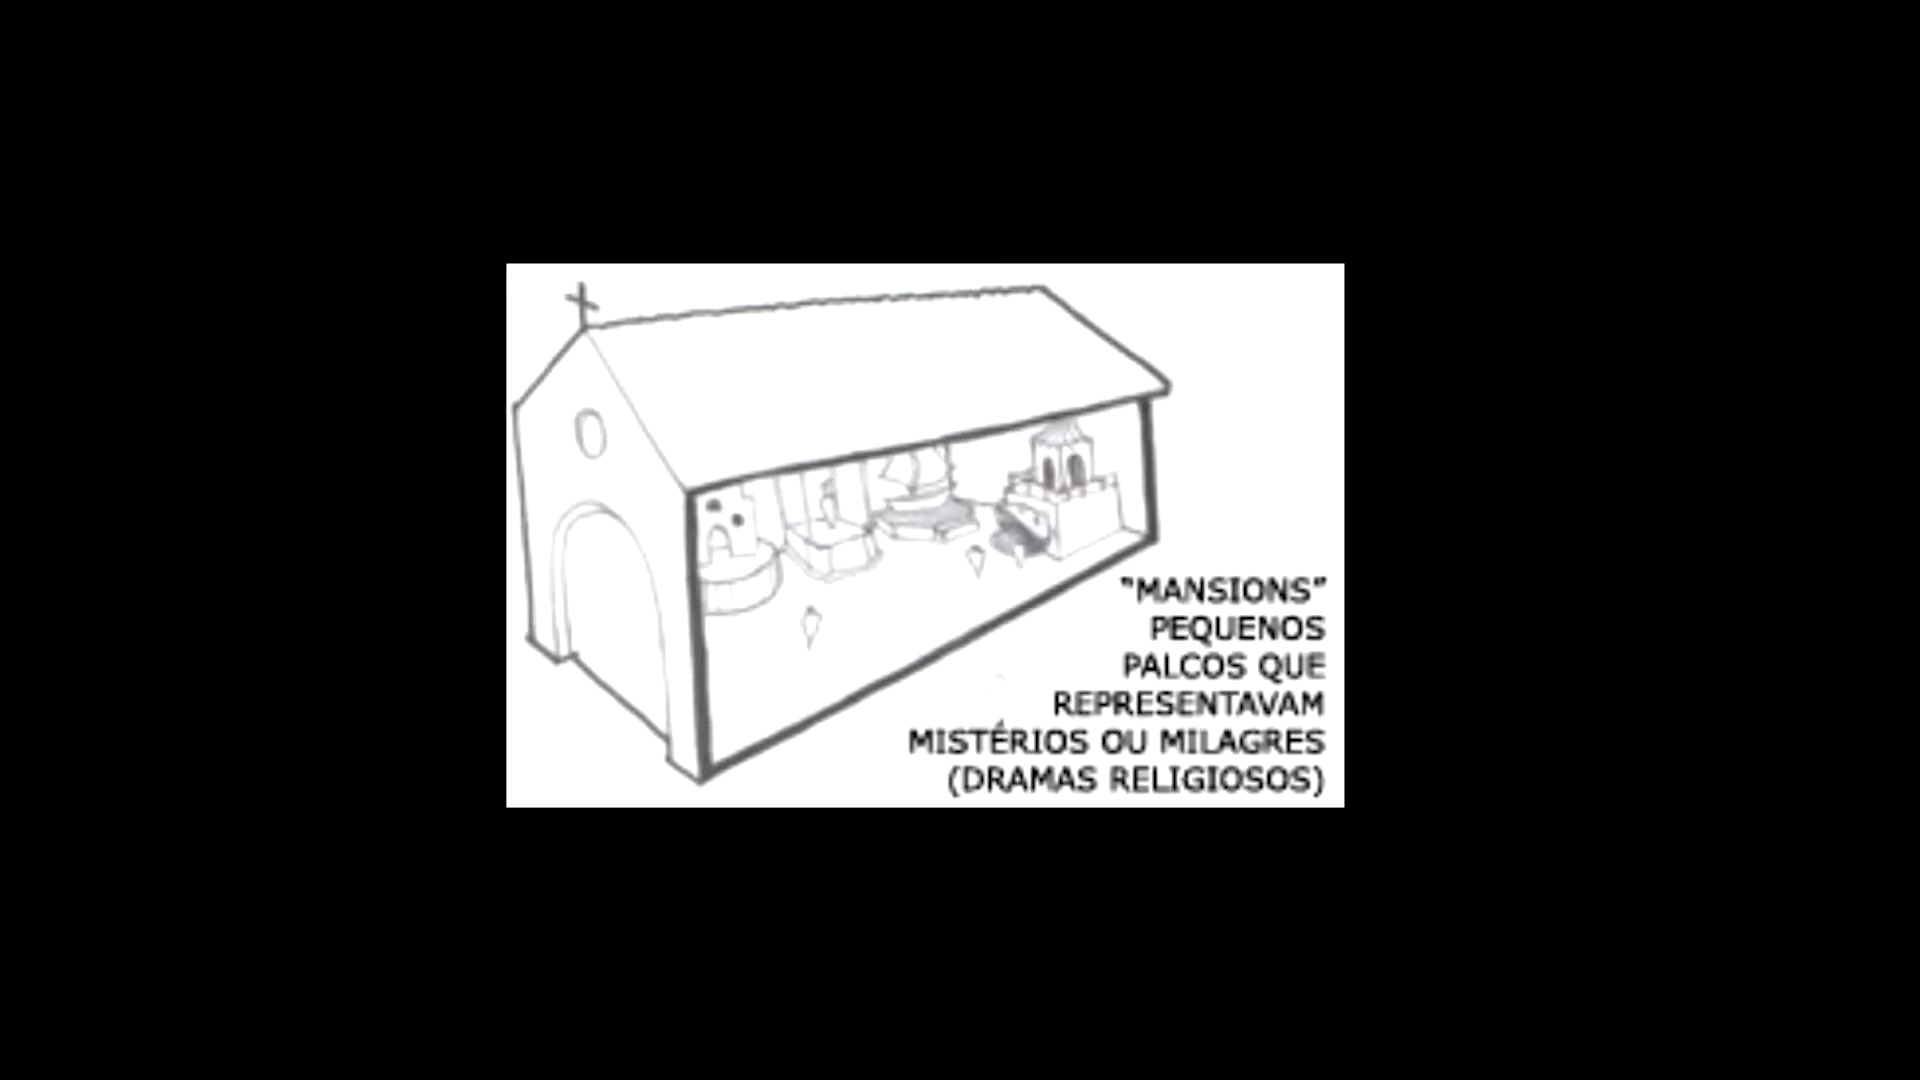 "MANSIONS"
PEQUENOS
PALCOS QUE
REPRESENTAVAM
MISTÉRIOS OU MILAGRES
(DRAMAS RELIGIOSOS)